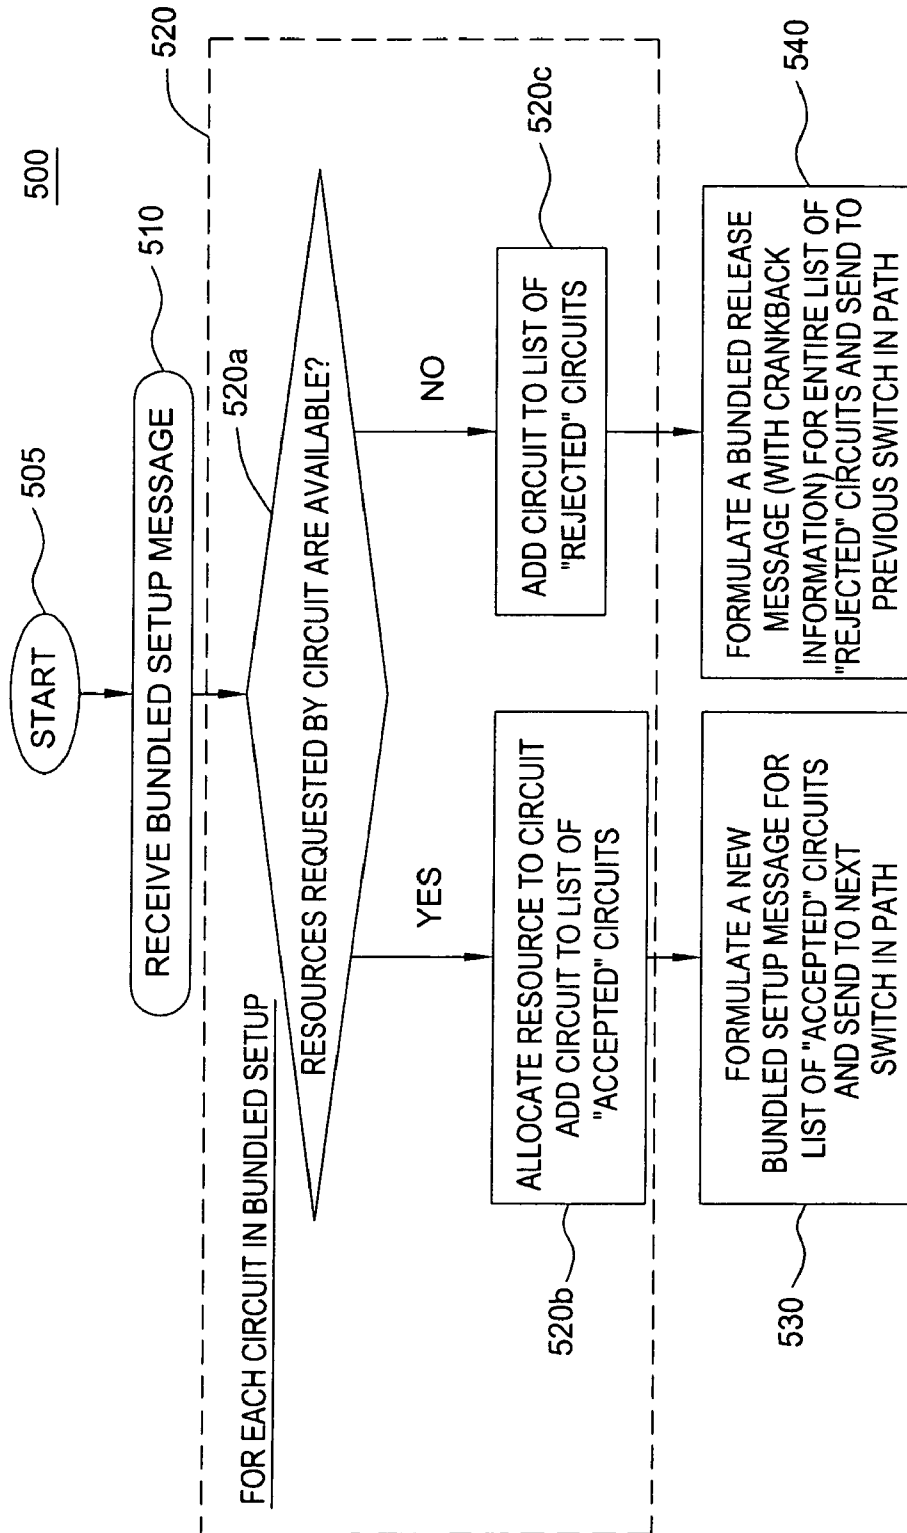 500
START
505
RECEIVE BUNDLED SETUP MESSAGE
510
520
FOR EACH CIRCUIT IN BUNDLED SETUP
RESOURCES REQUESTED BY CIRCUIT ARE AVAILABLE?
520a
YES
NO
ALLOCATE RESOURCE TO CIRCUIT
ADD CIRCUIT TO LIST OF
"ACCEPTED" CIRCUITS
520b
ADD CIRCUIT TO LIST OF
"REJECTED" CIRCUITS
520c
FORMULATE A NEW
BUNDLED SETUP MESSAGE FOR
LIST OF "ACCEPTED" CIRCUITS
AND SEND TO NEXT
SWITCH IN PATH
530
FORMULATE A BUNDLED RELEASE
MESSAGE (WITH CRANKBACK
INFORMATION) FOR ENTIRE LIST OF
"REJECTED" CIRCUITS AND SEND TO
PREVIOUS SWITCH IN PATH
540